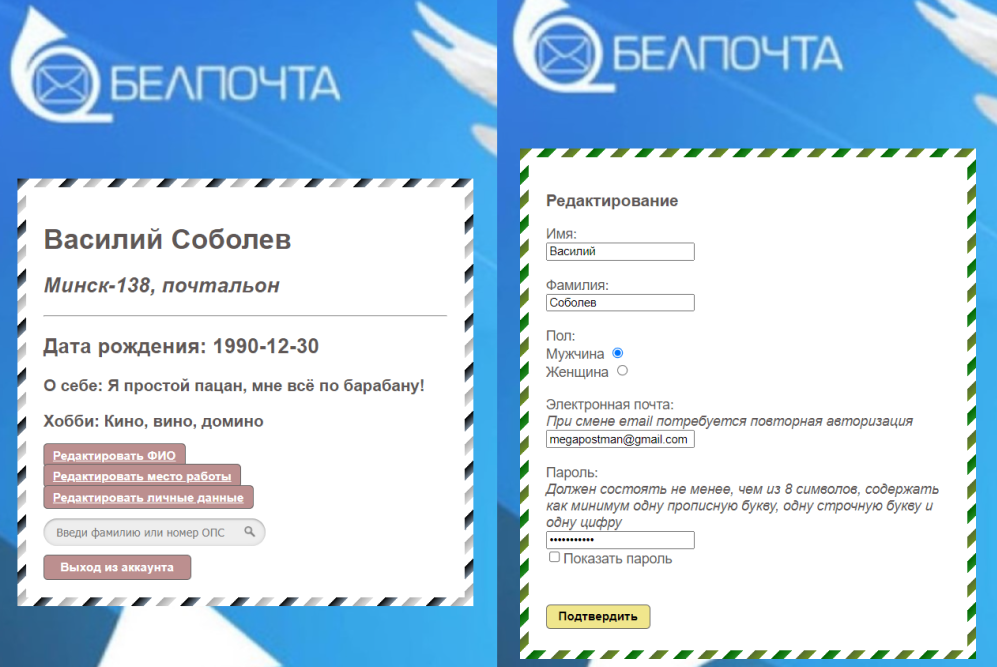 БЕЛПОЧТА
Василий Соболев
Минск-138, почтальон
Дата рождения: 1990-12-30
О себе: Я простой пацан, мне всё по барабану!
Хобби: Кино, вино, домино
Редактировать ФИО
Редактировать место работы
Редактировать личные данные
Введи фамилию или номер ОПС
Выход из аккаунта
БЕЛПОЧТА
Редактирование
Имя:
Василий
Фамилия:
Соболев
Пол:
Мужчина
Женщина
Электронная почта:
При смене email потребуется повторная авторизация
megapostman@gmail.com
Пароль:
Должен состоять не менее, чем из 8 символов, содержать
как минимум одну прописную букву, одну строчную букву и
одну цифру
•••••••••••
Показать пароль
Подтвердить